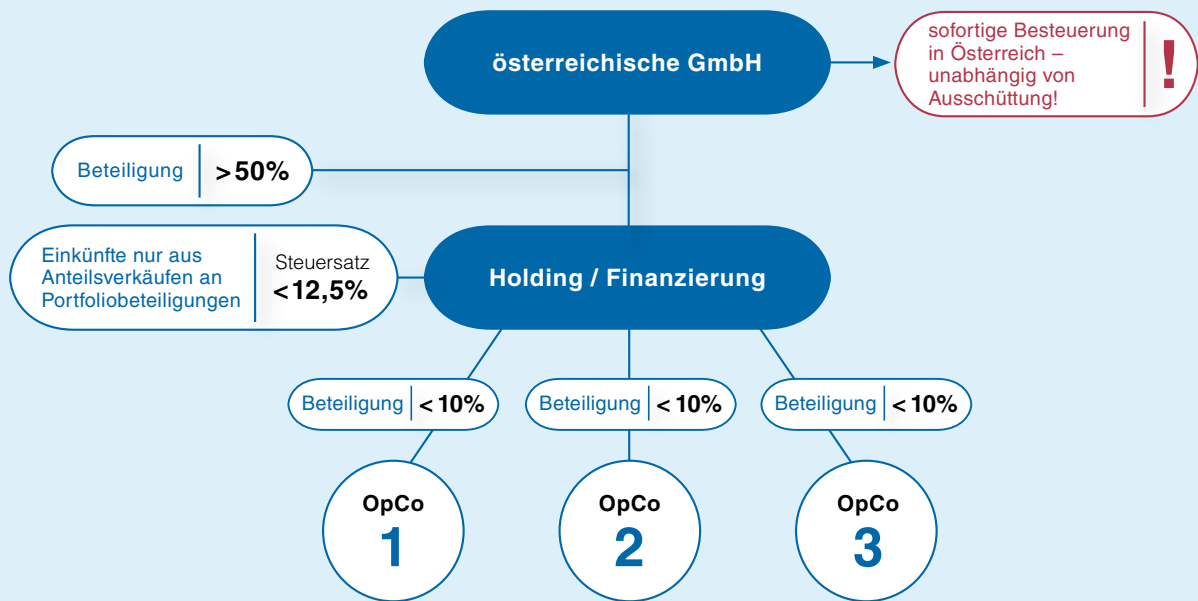 österreichische GmbH
sofortige Besteuerung
in Österreich –
unabhängig von
Ausschüttung!
!
Beteiligung >50%
Einkünfte nur aus
Anteilsverkäufen an
Portfoliobeteiligungen
Steuersatz
<12,5%
Holding / Finanzierung
Beteiligung <10%
Beteiligung <10%
Beteiligung <10%
OpCo
1
OpCo
2
OpCo
3